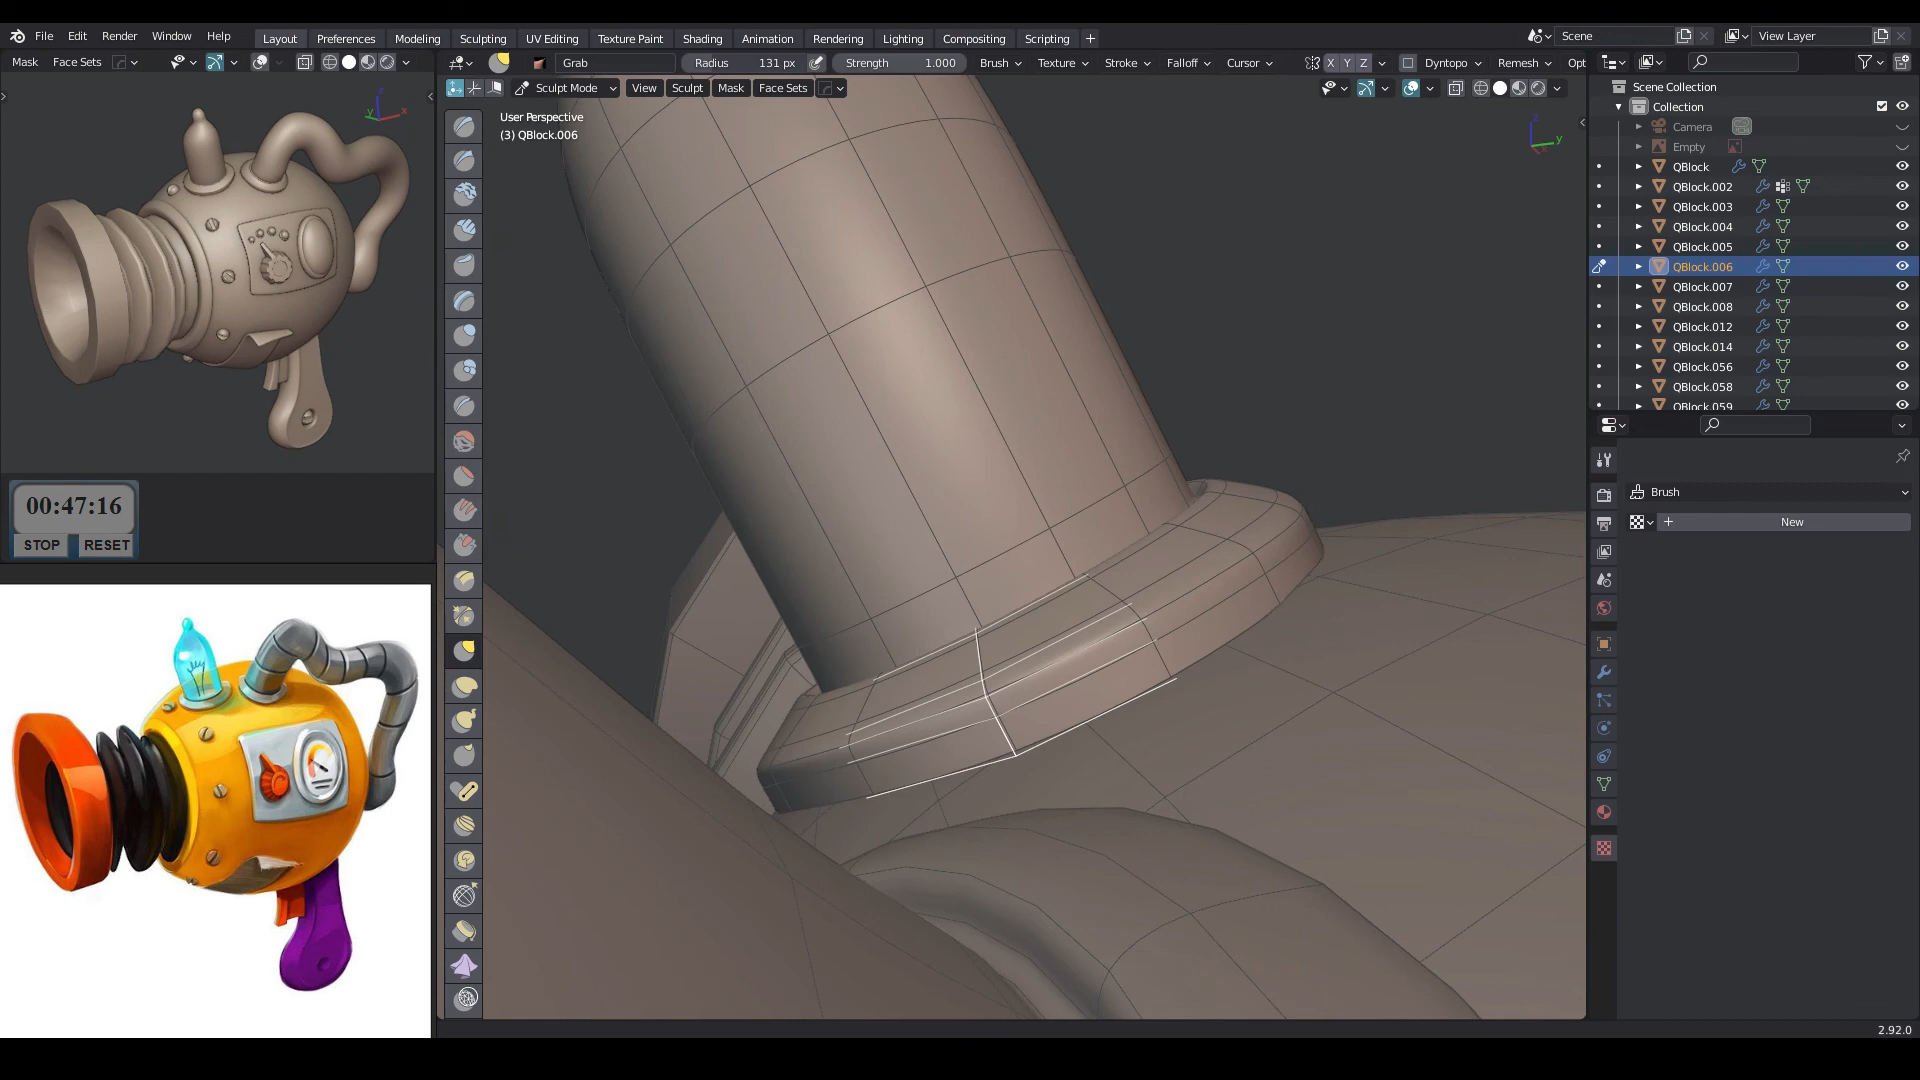 File Edit Render Window Help Layout Preferences Modeling Sculpting UV Editing Texture Paint Shading Animation Rendering Lighting Compositing Scripting + Scene View Layer
Mask Face Sets Grab Radius 131 px Strength 1.000 Brush Texture Stroke Falloff Cursor X Y Z Dyntopo Remesh Opt
Sculpt Mode View Sculpt Mask Face Sets
User Perspective
(3) QBlock.006
Scene Collection
Collection
Camera
Empty
QBlock
QBlock.002
QBlock.003
QBlock.004
QBlock.005
QBlock.006
QBlock.007
QBlock.008
QBlock.012
QBlock.014
QBlock.056
QBlock.058
QBlock.059
Brush
New
00:47:16
STOP RESET
2.92.0